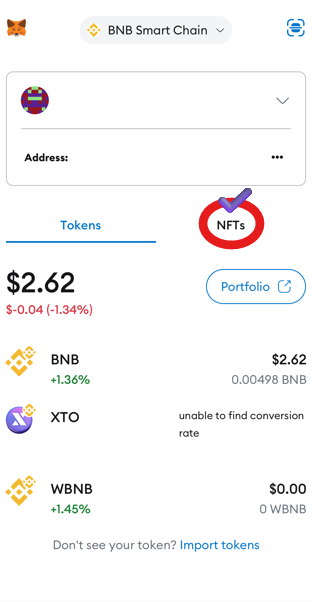 BNB Smart Chain
Address:
...
Tokens
NFTs
$2.62
$-0.04 (-1.34%)
Portfolio
BNB
$2.62
+1.36%
0.00498 BNB
XTO
unable to find conversion
rate
WBNB
$0.00
+1.45%
0 WBNB
Don't see your token? Import tokens